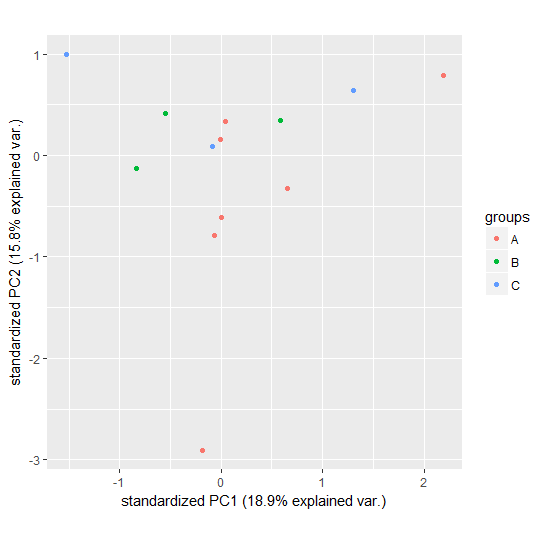 standardized PC2 (15.8% explained var.)
1
0
-1
-2
-3
-1
0
1
2
standardized PC1 (18.9% explained var.)
groups
A
B
C